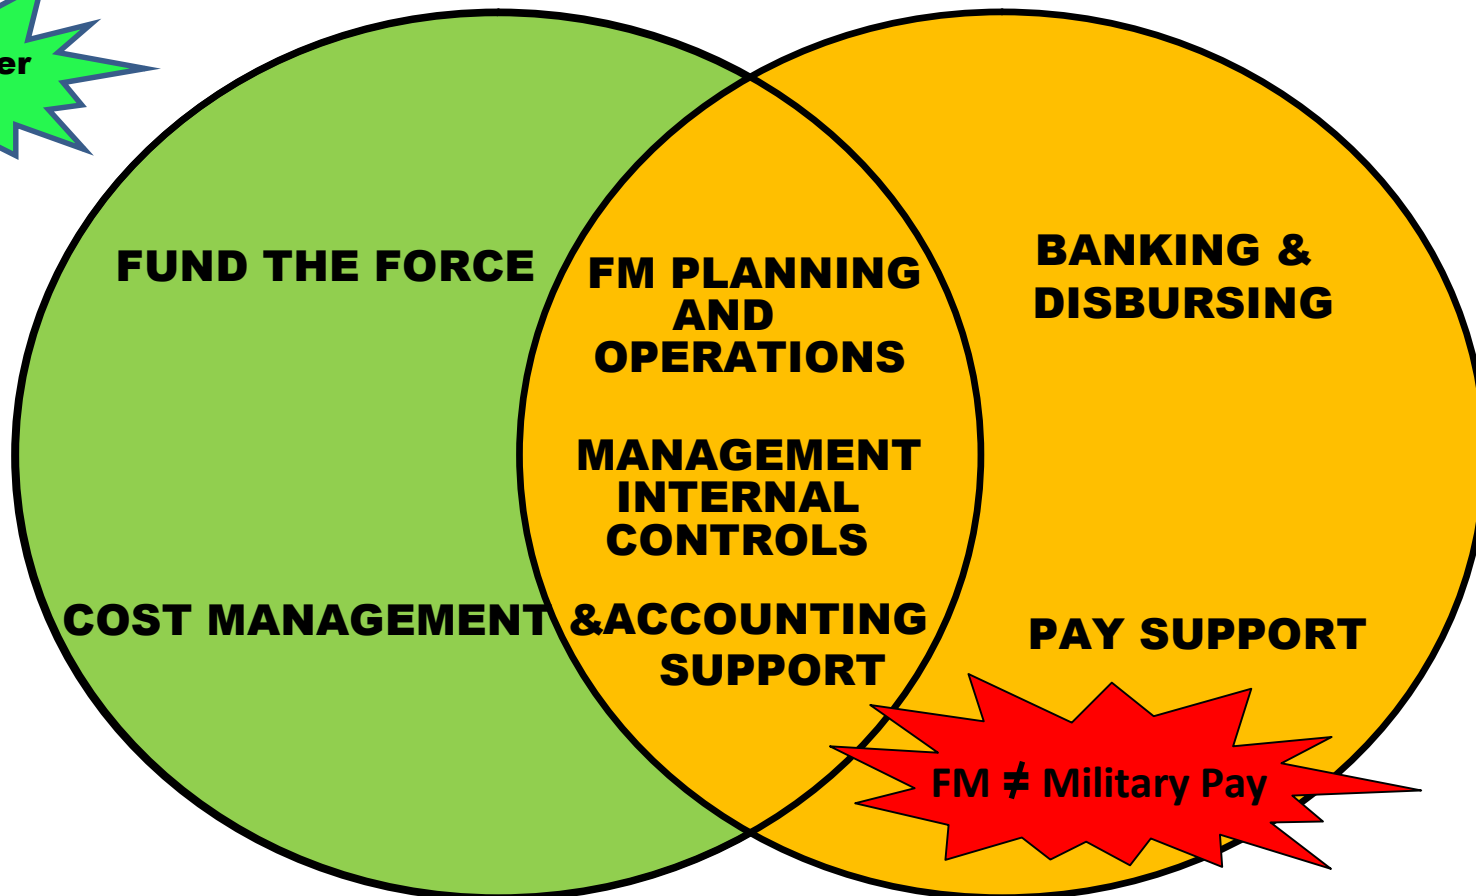 FUND THE FORCE
COST MANAGEMENT
FM PLANNING
AND
OPERATIONS
MANAGEMENT
INTERNAL
CONTROLS
&ACCOUNTING
SUPPORT
BANKING &
DISBURSING
PAY SUPPORT
FM ≠ Military Pay